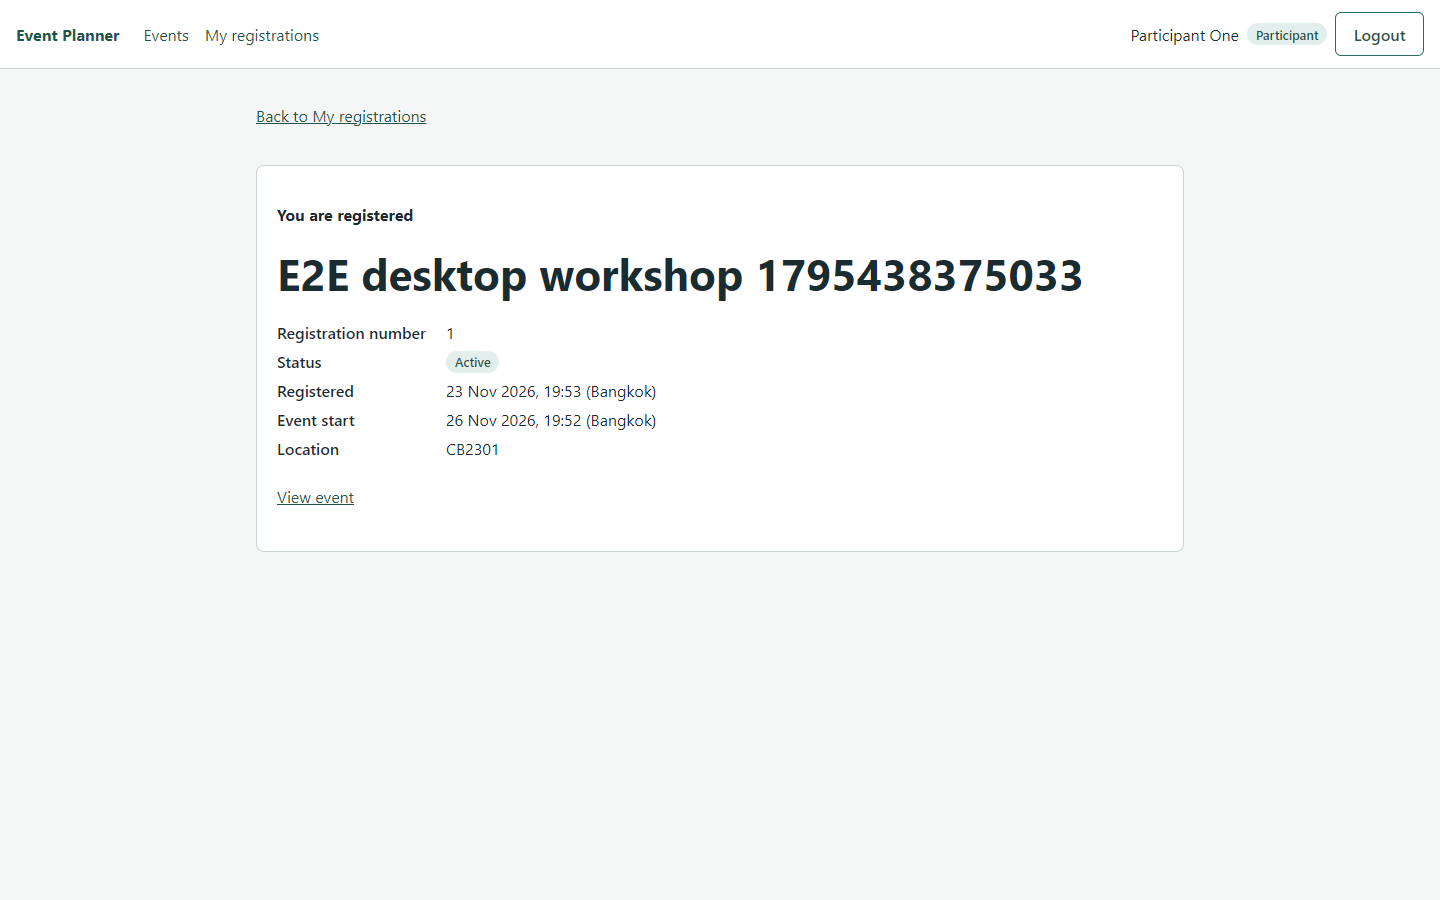 Event Planner Events My registrations Participant One Participant Logout
Back to My registrations
You are registered
E2E desktop workshop 1795438375033
Registration number 1
Status Active
Registered 23 Nov 2026, 19:53 (Bangkok)
Event start 26 Nov 2026, 19:52 (Bangkok)
Location CB2301
View event